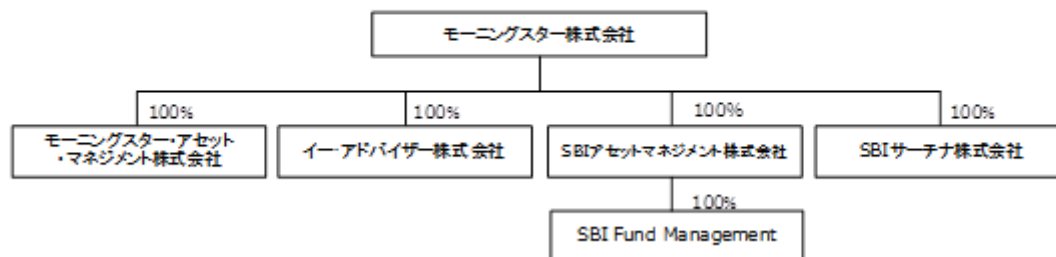 モーニングスター株式会社
100%
100%
100%
100%
モーニングスター・アセット
・マネジメント株式会社
イー・アドバイザー株式会社
SBIアセットマネジメント株式会社
SBIサーチナ株式会社
100%
SBI Fund Management